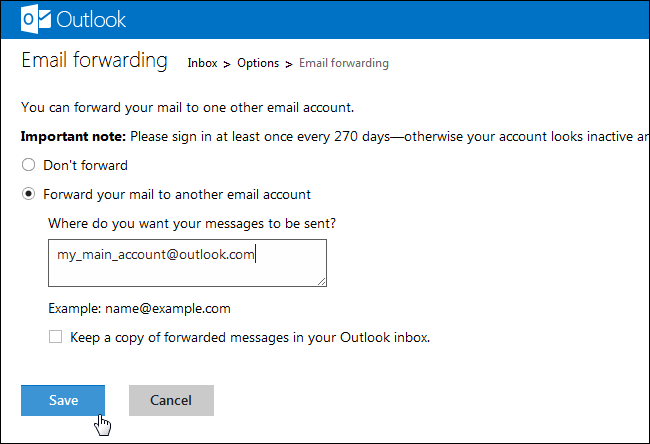 Outlook
Email forwarding Inbox > Options > Email forwarding
You can forward your mail to one other email account.
Important note: Please sign in at least once every 270 days—otherwise your account looks inactive an
Don't forward
Forward your mail to another email account
Where do you want your messages to be sent?
my_main_account@outlook.com
Example: name@example.com
Keep a copy of forwarded messages in your Outlook inbox.
Save Cancel